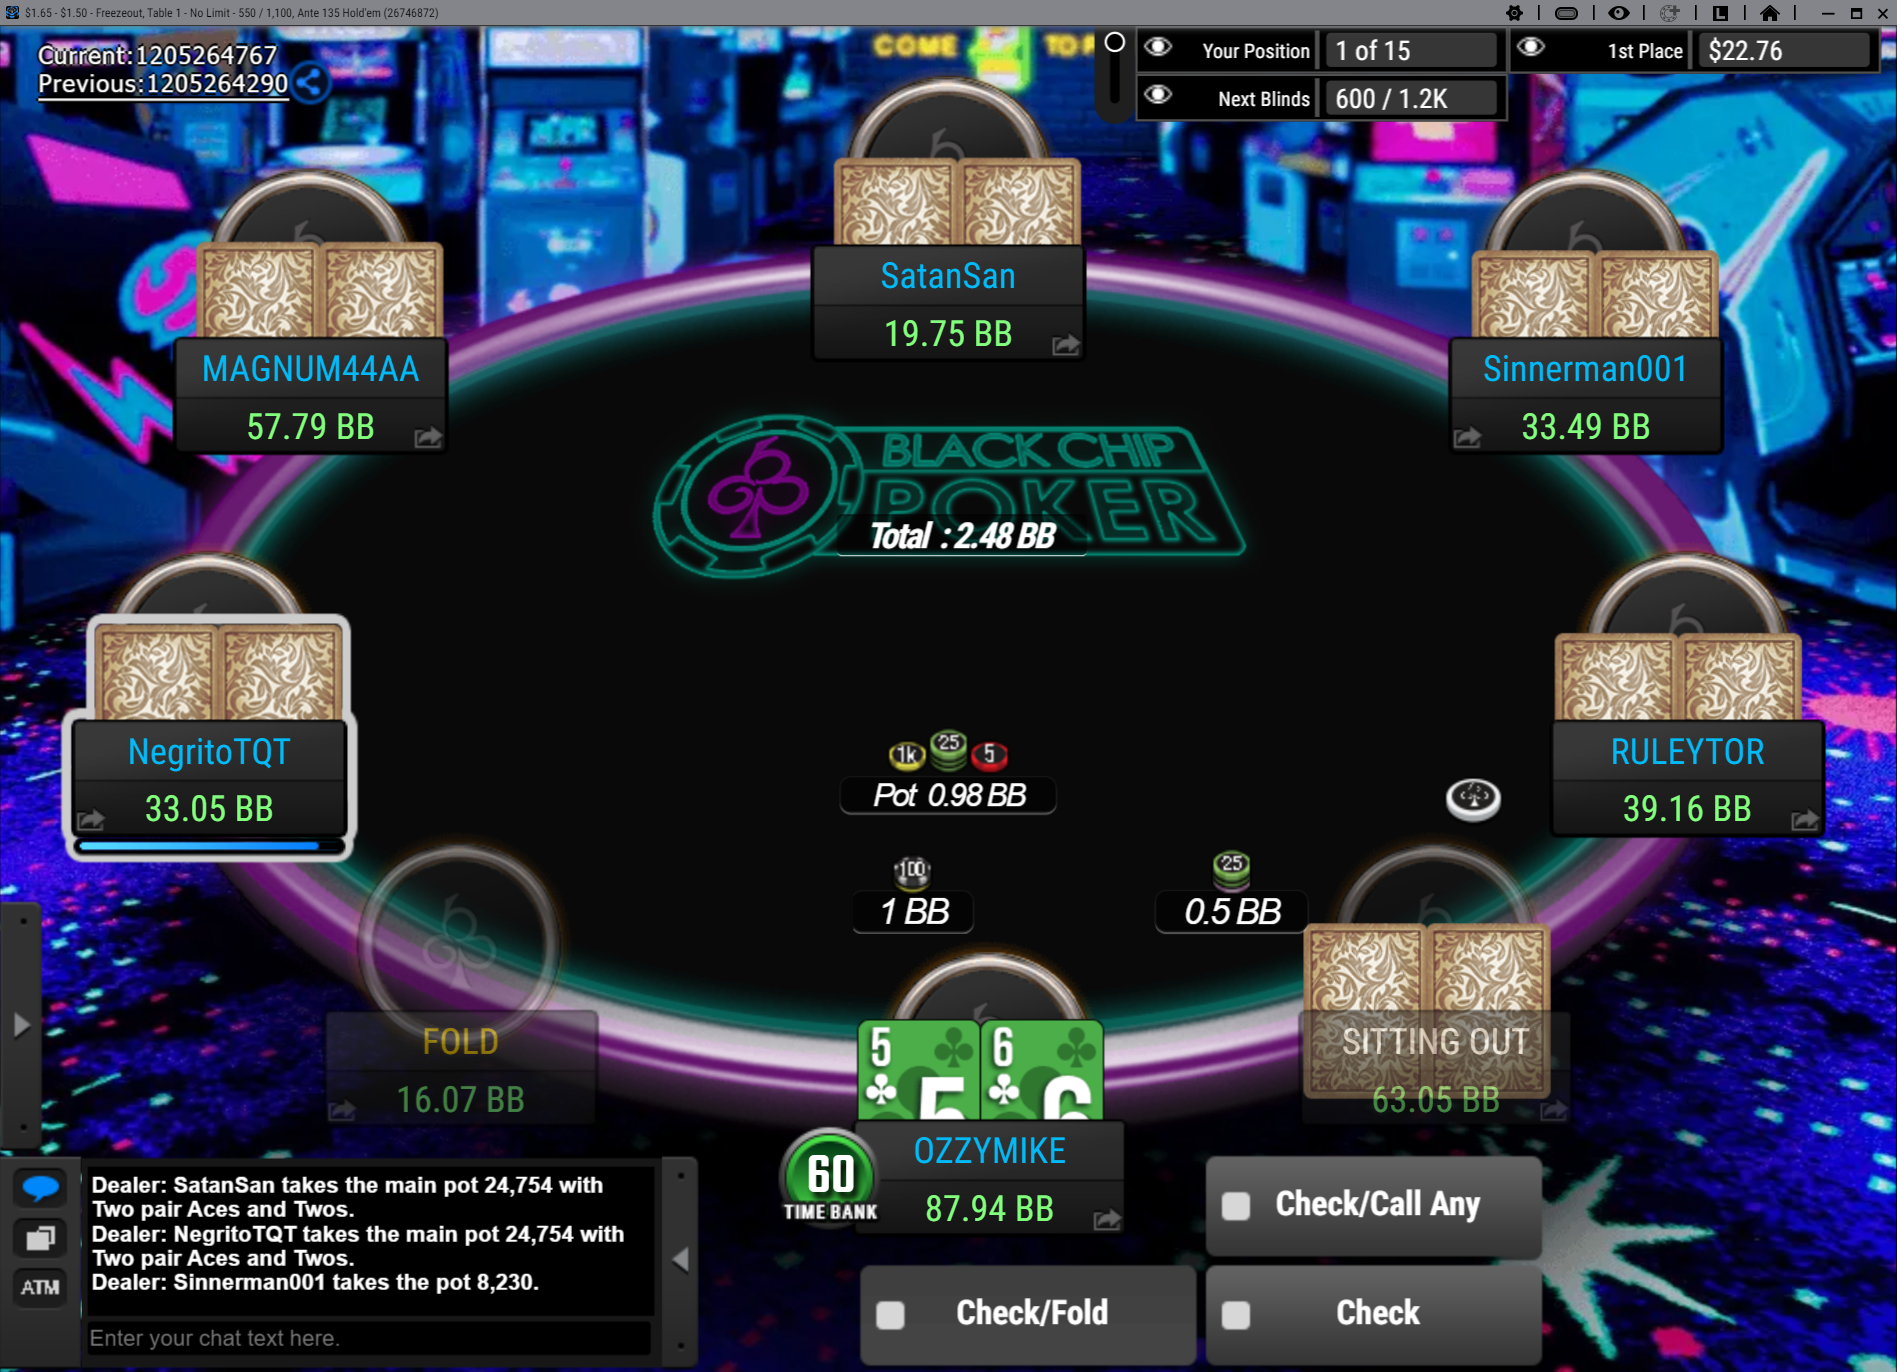 $1.65 - $1.50 - Freezeout, Table 1 - No Limit - 550 / 1,100, Ante 135 Hold'em (26746872)
Current:1205264767
Previous:1205264290
COME
Your Position
1 of 15
1st Place
$22.76
Next Blinds
600 / 1.2K
SatanSan
19.75 BB
MAGNUM44AA
57.79 BB
Sinnerman001
33.49 BB
BLACK CHIP
POKER
Total : 2.48 BB
NegritoTQT
33.05 BB
RULEYTOR
39.16 BB
1k
25
5
Pot 0.98 BB
100
1 BB
25
0.5 BB
FOLD
16.07 BB
5
5
6
6
SITTING OUT
63.05 BB
OZZYMIKE
87.94 BB
60
TIME BANK
Check/Call Any
Check/Fold
Check
Dealer: SatanSan takes the main pot 24,754 with
Two pair Aces and Twos.
Dealer: NegritoTQT takes the main pot 24,754 with
Two pair Aces and Twos.
Dealer: Sinnerman001 takes the pot 8,230.
ATM
Enter your chat text here.